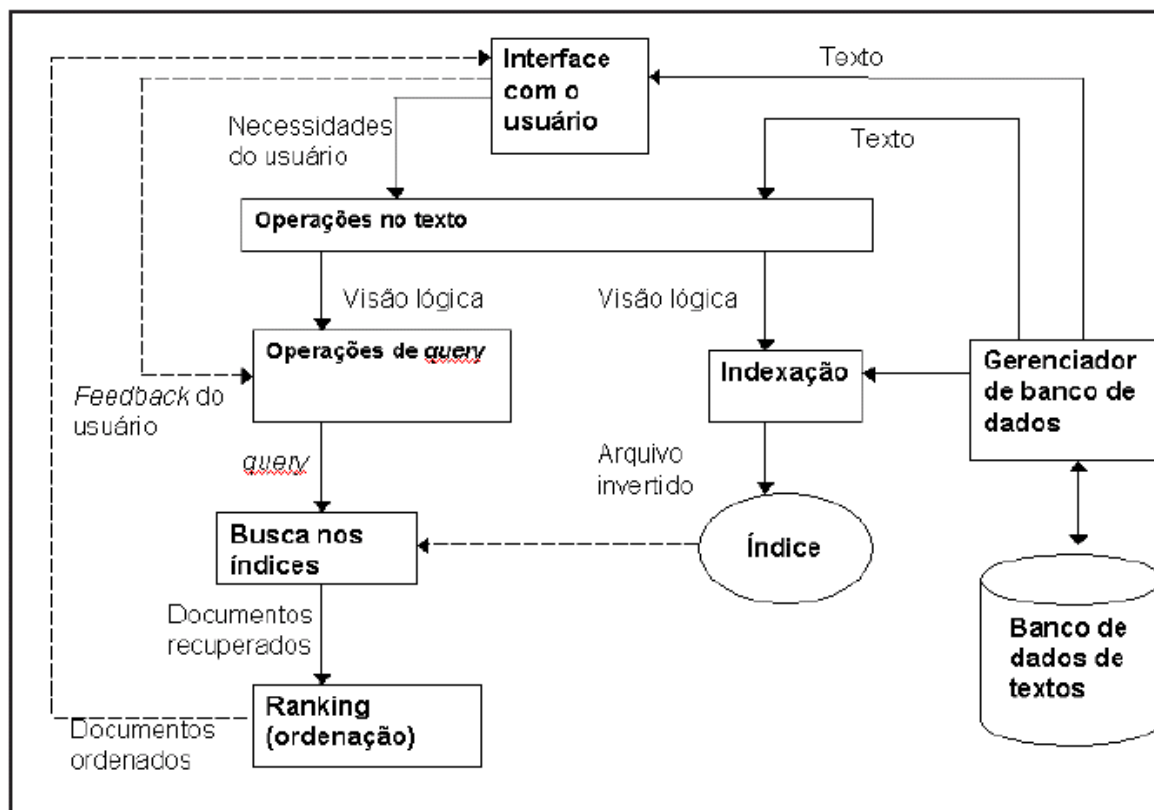 Interface
com o
usuário
Texto
Necessidades
do usuário
Texto
Operações no texto
Visão lógica
Visão lógica
Operações de query
Indexação
Gerenciador
de banco de
dados
Feedback do
usuário
query
Arquivo
invertido
Busca nos
índices
Índice
Documentos
recuperados
Banco de
dados de
textos
Ranking
(ordenação)
Documentos
ordenados